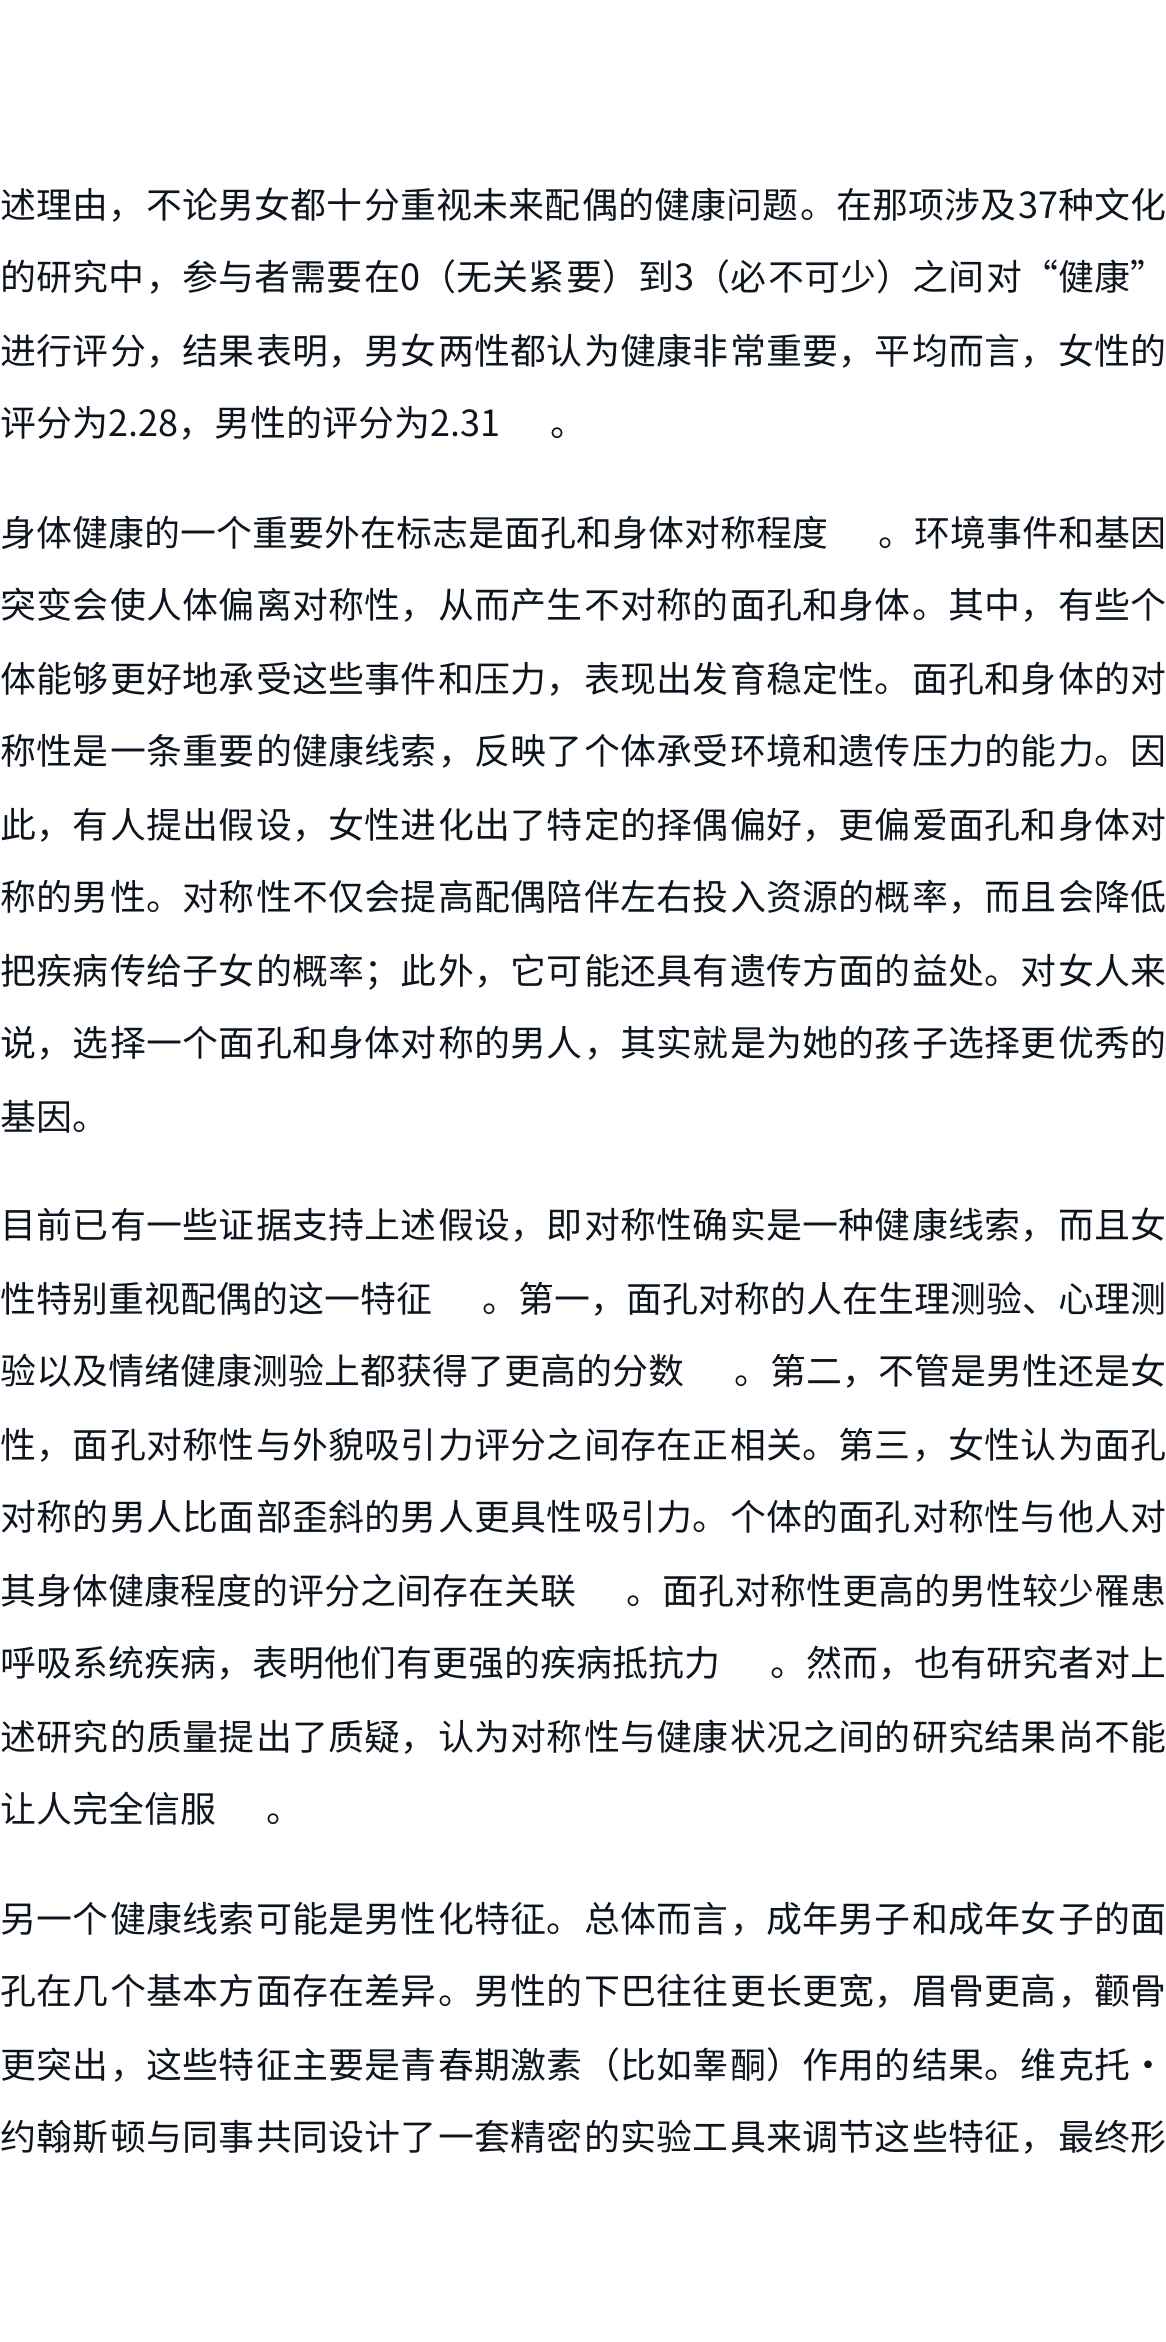 述理由，不论男女都十分重视未来配偶的健康问题。在那项涉及37种文化
的研究中，参与者需要在0（无关紧要）到3（必不可少）之间对“健康”
进行评分，结果表明，男女两性都认为健康非常重要，平均而言，女性的
评分为2.28，男性的评分为2.31 。
身体健康的一个重要外在标志是面孔和身体对称程度 。环境事件和基因
突变会使人体偏离对称性，从而产生不对称的面孔和身体。其中，有些个
体能够更好地承受这些事件和压力，表现出发育稳定性。面孔和身体的对
称性是一条重要的健康线索，反映了个体承受环境和遗传压力的能力。因
此，有人提出假设，女性进化出了特定的择偶偏好，更偏爱面孔和身体对
称的男性。对称性不仅会提高配偶陪伴左右投入资源的概率，而且会降低
把疾病传给子女的概率；此外，它可能还具有遗传方面的益处。对女人来
说，选择一个面孔和身体对称的男人，其实就是为她的孩子选择更优秀的
基因。
目前已有一些证据支持上述假设，即对称性确实是一种健康线索，而且女
性特别重视配偶的这一特征 。第一，面孔对称的人在生理测验、心理测
验以及情绪健康测验上都获得了更高的分数 。第二，不管是男性还是女
性，面孔对称性与外貌吸引力评分之间存在正相关。第三，女性认为面孔
对称的男人比面部歪斜的男人更具性吸引力。个体的面孔对称性与他人对
其身体健康程度的评分之间存在关联 。面孔对称性更高的男性较少罹患
呼吸系统疾病，表明他们有更强的疾病抵抗力 。然而，也有研究者对上
述研究的质量提出了质疑，认为对称性与健康状况之间的研究结果尚不能
让人完全信服 。
另一个健康线索可能是男性化特征。总体而言，成年男子和成年女子的面
孔在几个基本方面存在差异。男性的下巴往往更长更宽，眉骨更高，颧骨
更突出，这些特征主要是青春期激素（比如睾酮）作用的结果。维克托·
约翰斯顿与同事共同设计了一套精密的实验工具来调节这些特征，最终形